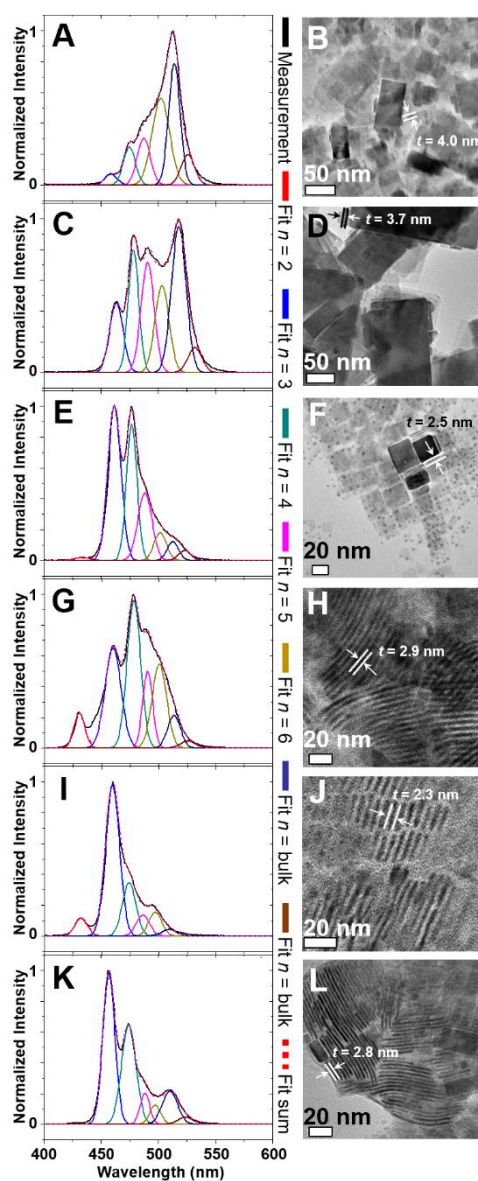 A
Normalized Intensity
1
0
B
t = 4.0 nm
50 nm
C
Normalized Intensity
1
0
D
t = 3.7 nm
50 nm
E
Normalized Intensity
1
0
F
t = 2.5 nm
20 nm
G
Normalized Intensity
1
0
H
t = 2.9 nm
20 nm
I
Normalized Intensity
1
0
J
t = 2.3 nm
20 nm
K
Normalized Intensity
1
0
400 450 500 550 600
Wavelength (nm)
L
t = 2.8 nm
20 nm
Measurement
Fit n = 2
Fit n = 3
Fit n = 4
Fit n = 5
Fit n = 6
Fit n = bulk
Fit n = bulk
Fit sum